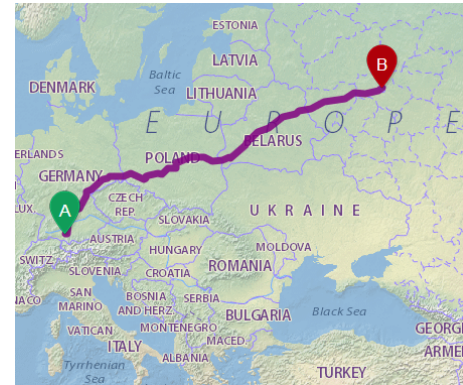 ESTONIA
B
LATVIA
Baltic
Sea
DENMARK
LITHUANIA
E U R O P E
BELARUS
ERLANDS
POLAND
GERMANY
CZECH
REP.
LUX
A
SLOVAKIA
UKRAINE
AUSTRIA
MOLDOVA
HUNGARY
SWITZ
SLOVENIA
ROMANIA
CROATIA
SAN
MARINO
BOSNIA
AND HERZ.
SERBIA
NACO
Black Sea
BULGARIA
VATICAN
MONTENEGRO
GEORG
MACED.
ITALY
ALBANIA
ARME
Tyrrhenian
Sea
TURKEY